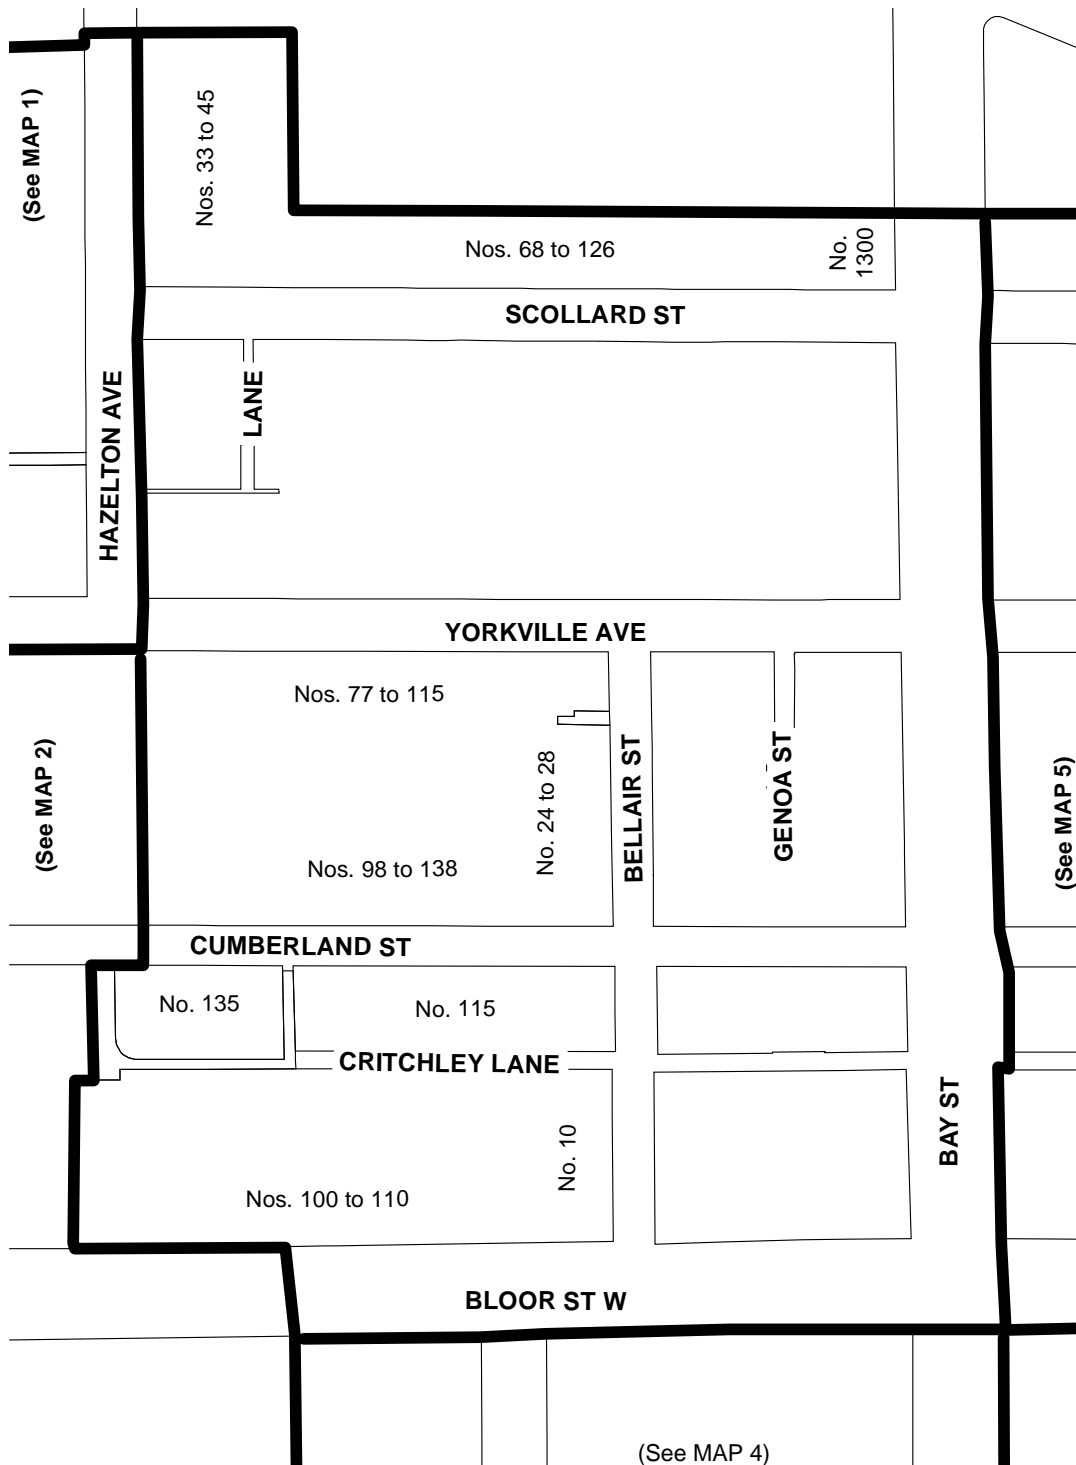 (See MAP 1)
Nos. 33 to 45
Nos. 68 to 126
No.
1300
SCOLLARD ST
HAZELTON AVE
LANE
YORKVILLE AVE
Nos. 77 to 115
(See MAP 2)
No. 24 to 28
BELLAIR ST
GENOA ST
(See MAP 5)
Nos. 98 to 138
CUMBERLAND ST
No. 135
No. 115
CRITCHLEY LANE
BAY ST
No. 10
Nos. 100 to 110
BLOOR ST W
(See MAP 4)